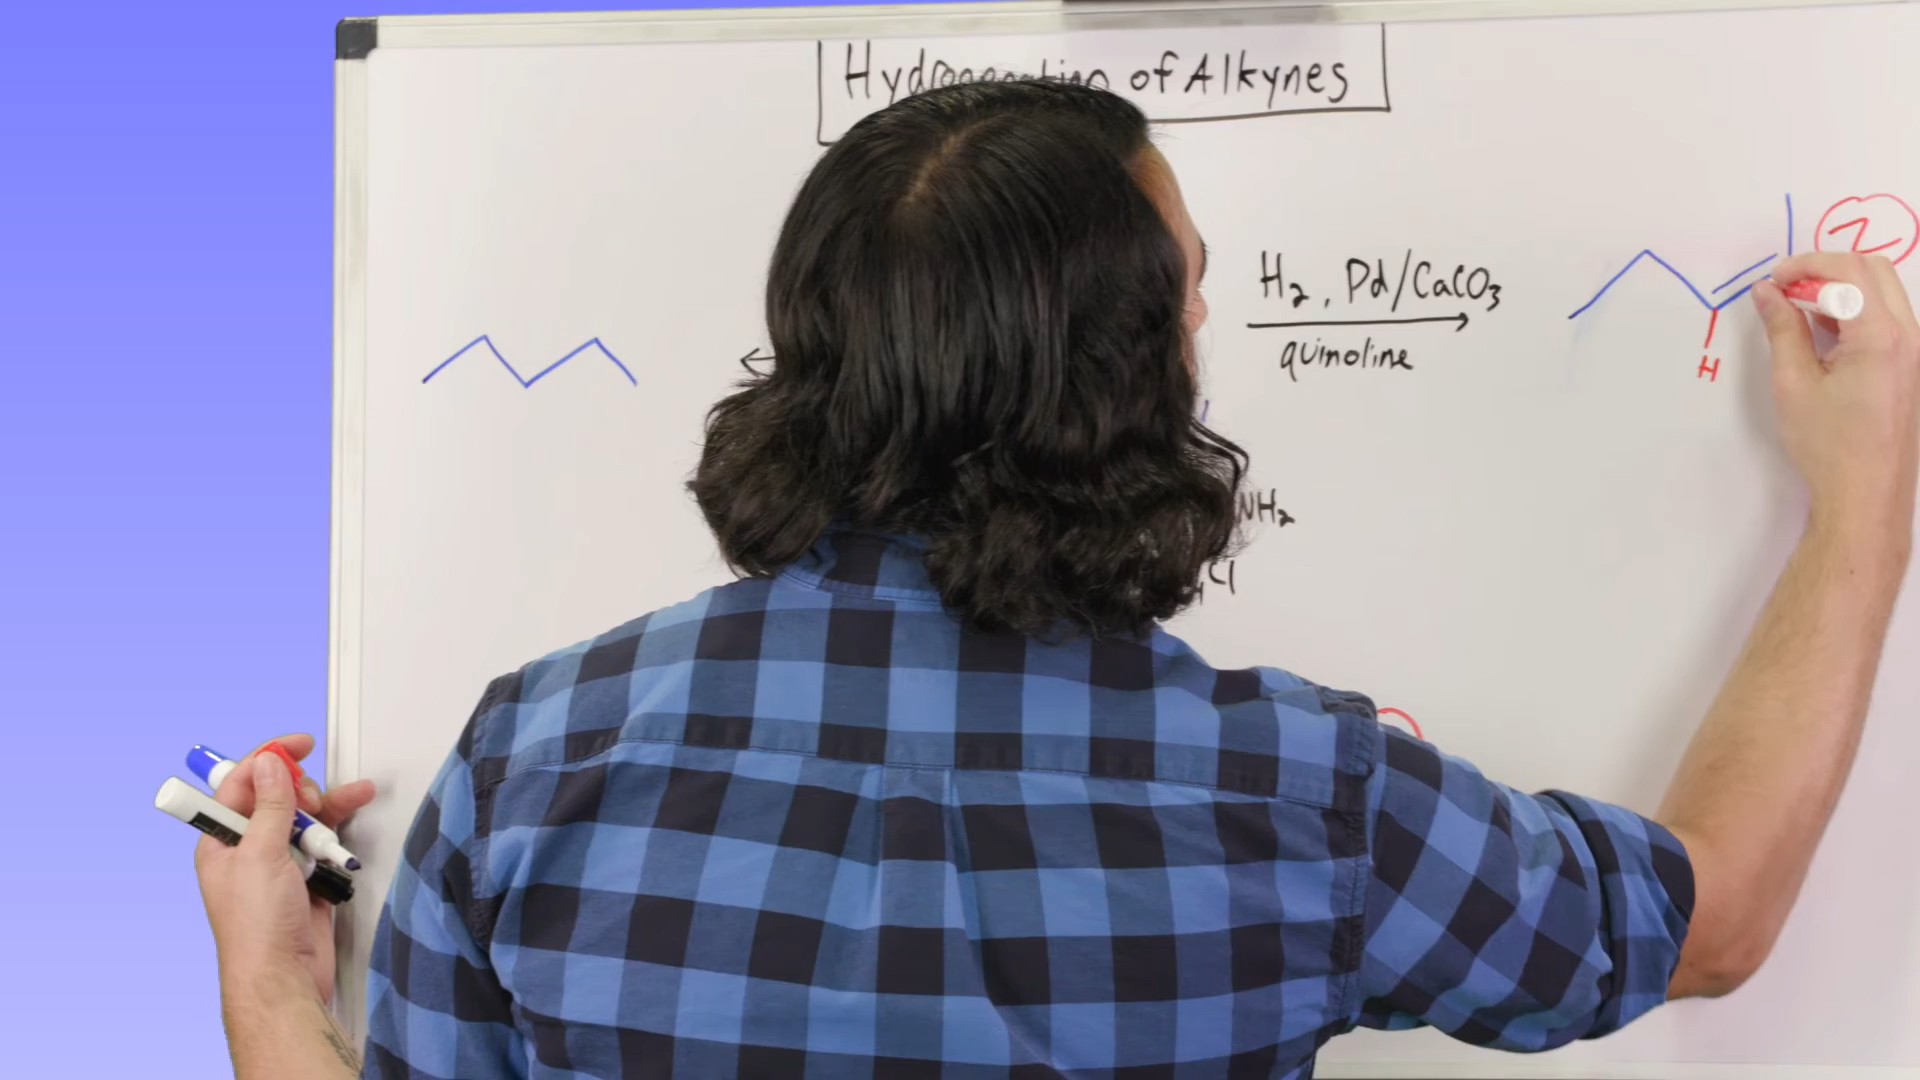 Hydrogenation of Alkynes
Z
H₂, Pd/CaCO₃
quinoline
H
NH₂
Cl